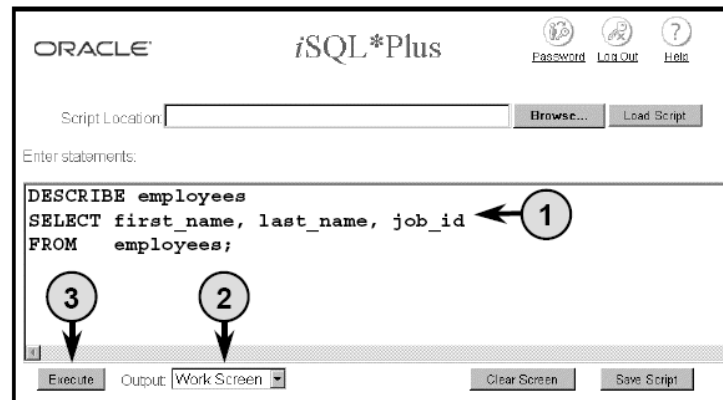 ORACLE
iSQL*Plus
Password Log Out Help
Script Location: Browse... Load Script
Enter statements:
DESCRIBE employees
SELECT first_name, last_name, job_id
FROM employees;
1
3
2
Execute Output: Work Screen Clear Screen Save Script